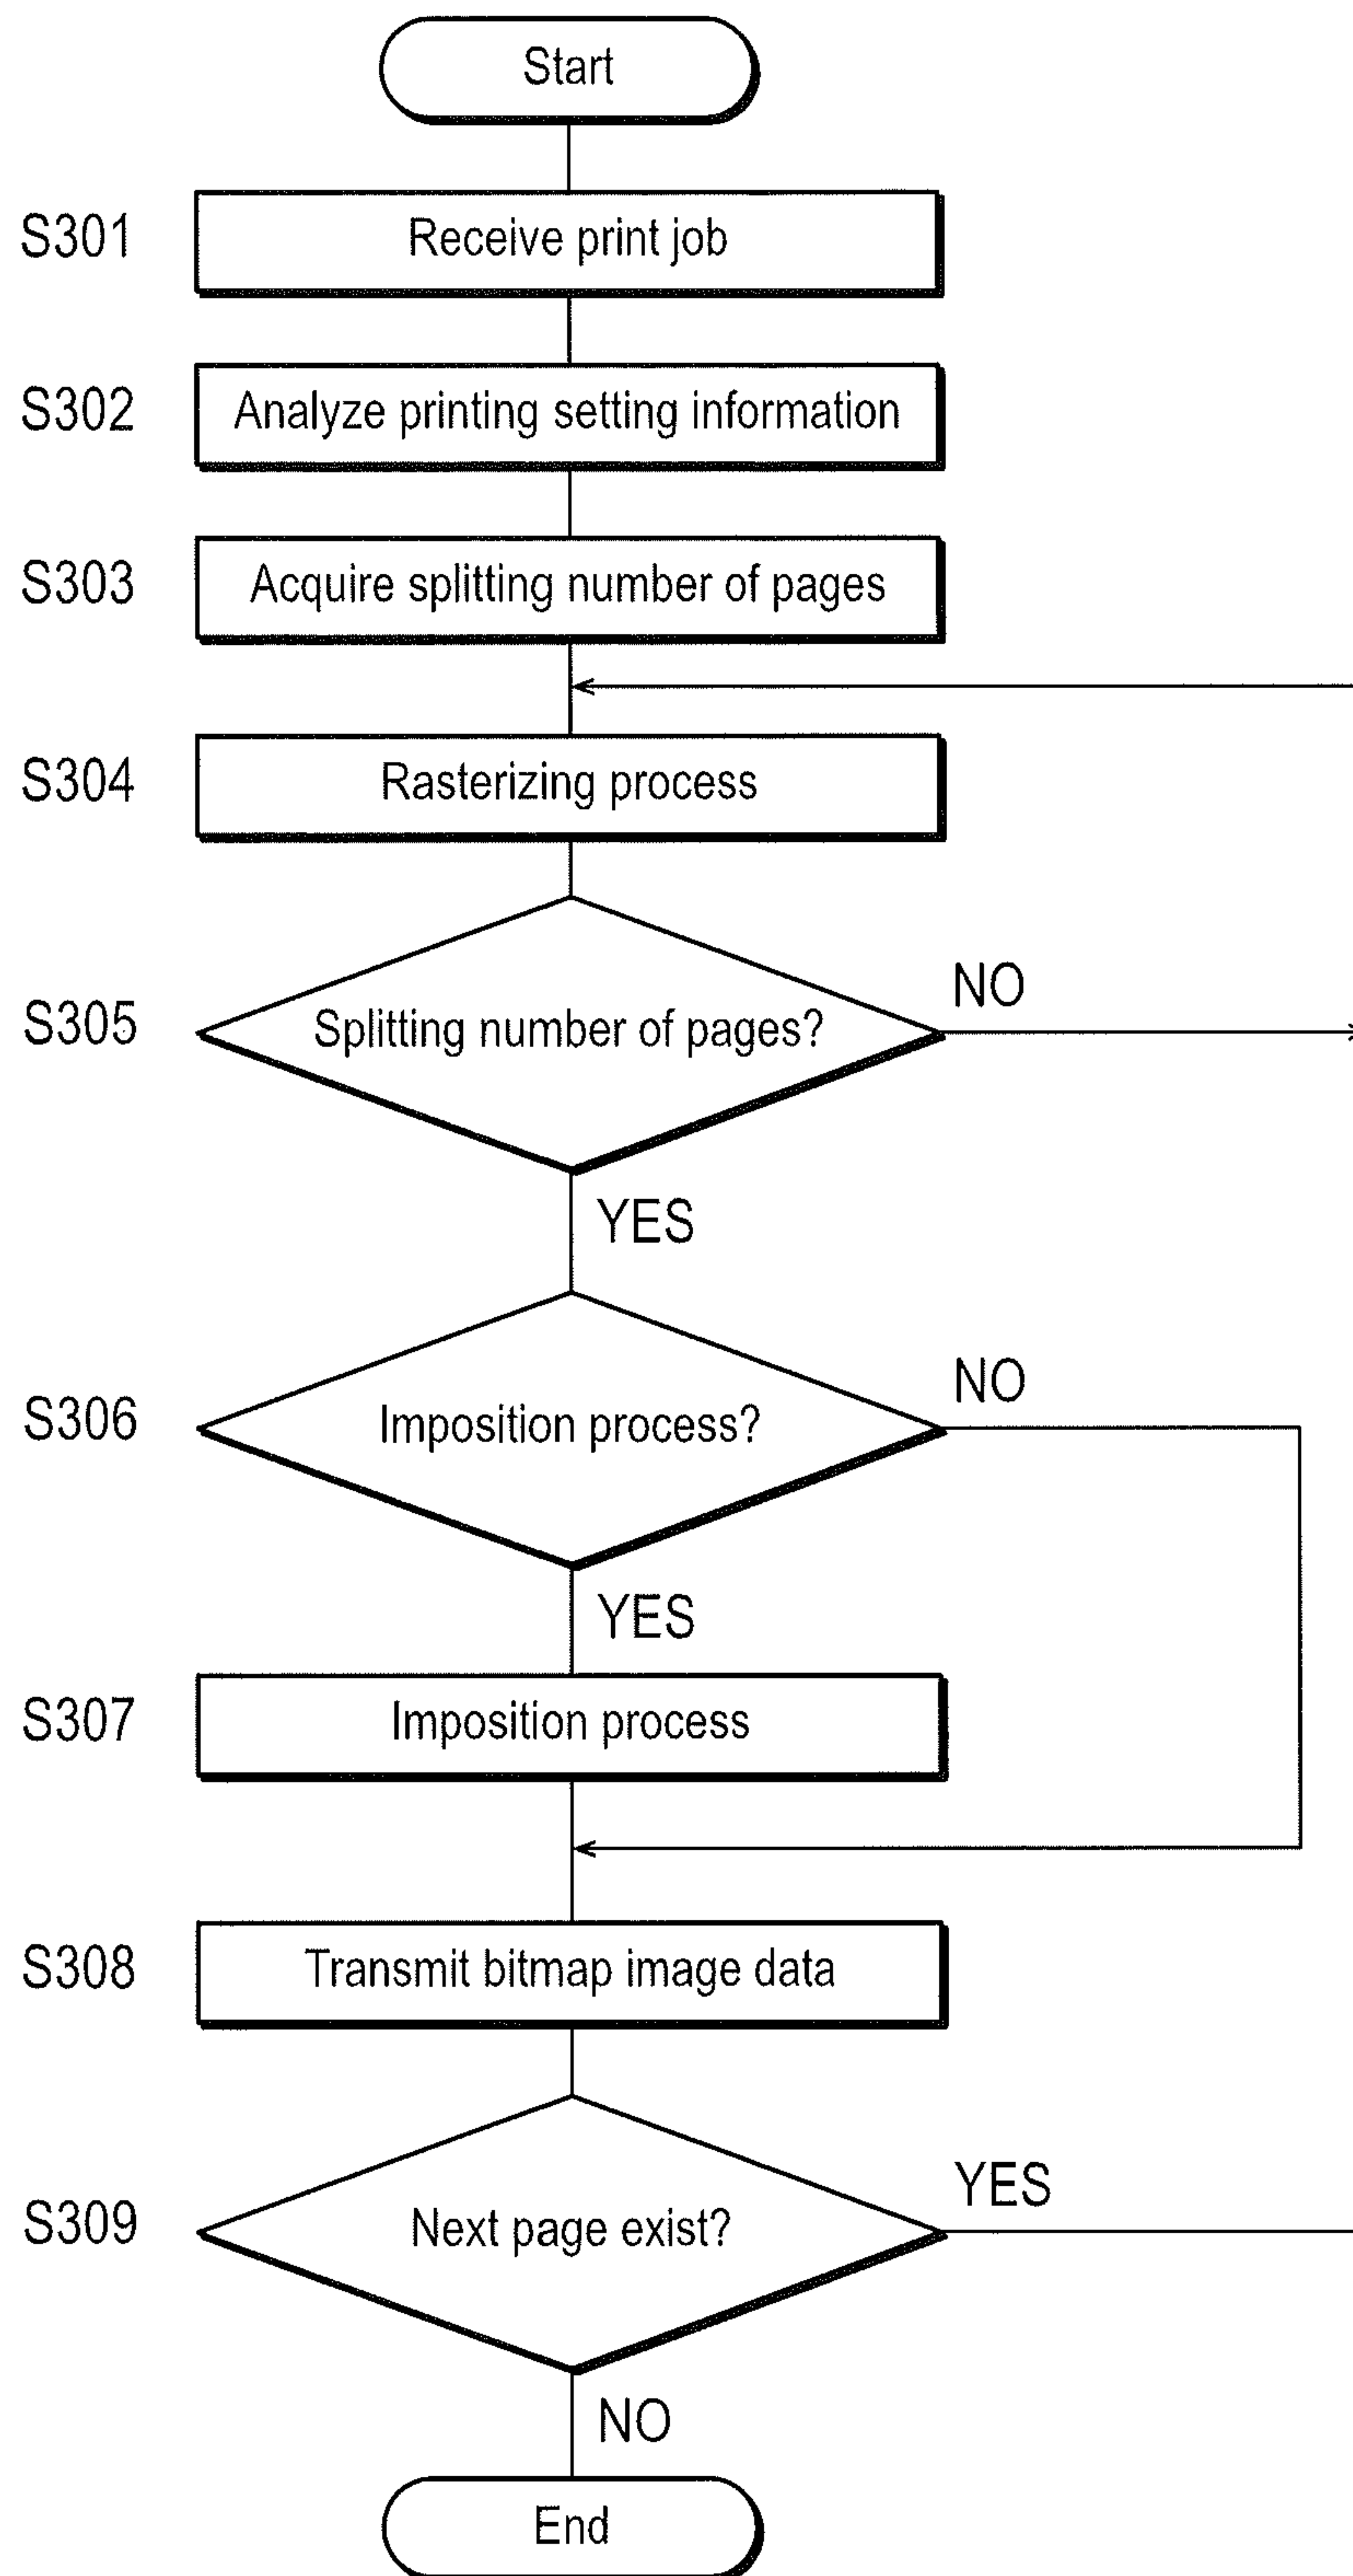 Start
S301
Receive print job
S302
Analyze printing setting information
S303
Acquire splitting number of pages
S304
Rasterizing process
S305
Splitting number of pages?
NO
YES
S306
Imposition process?
NO
YES
S307
Imposition process
S308
Transmit bitmap image data
S309
Next page exist?
YES
NO
End